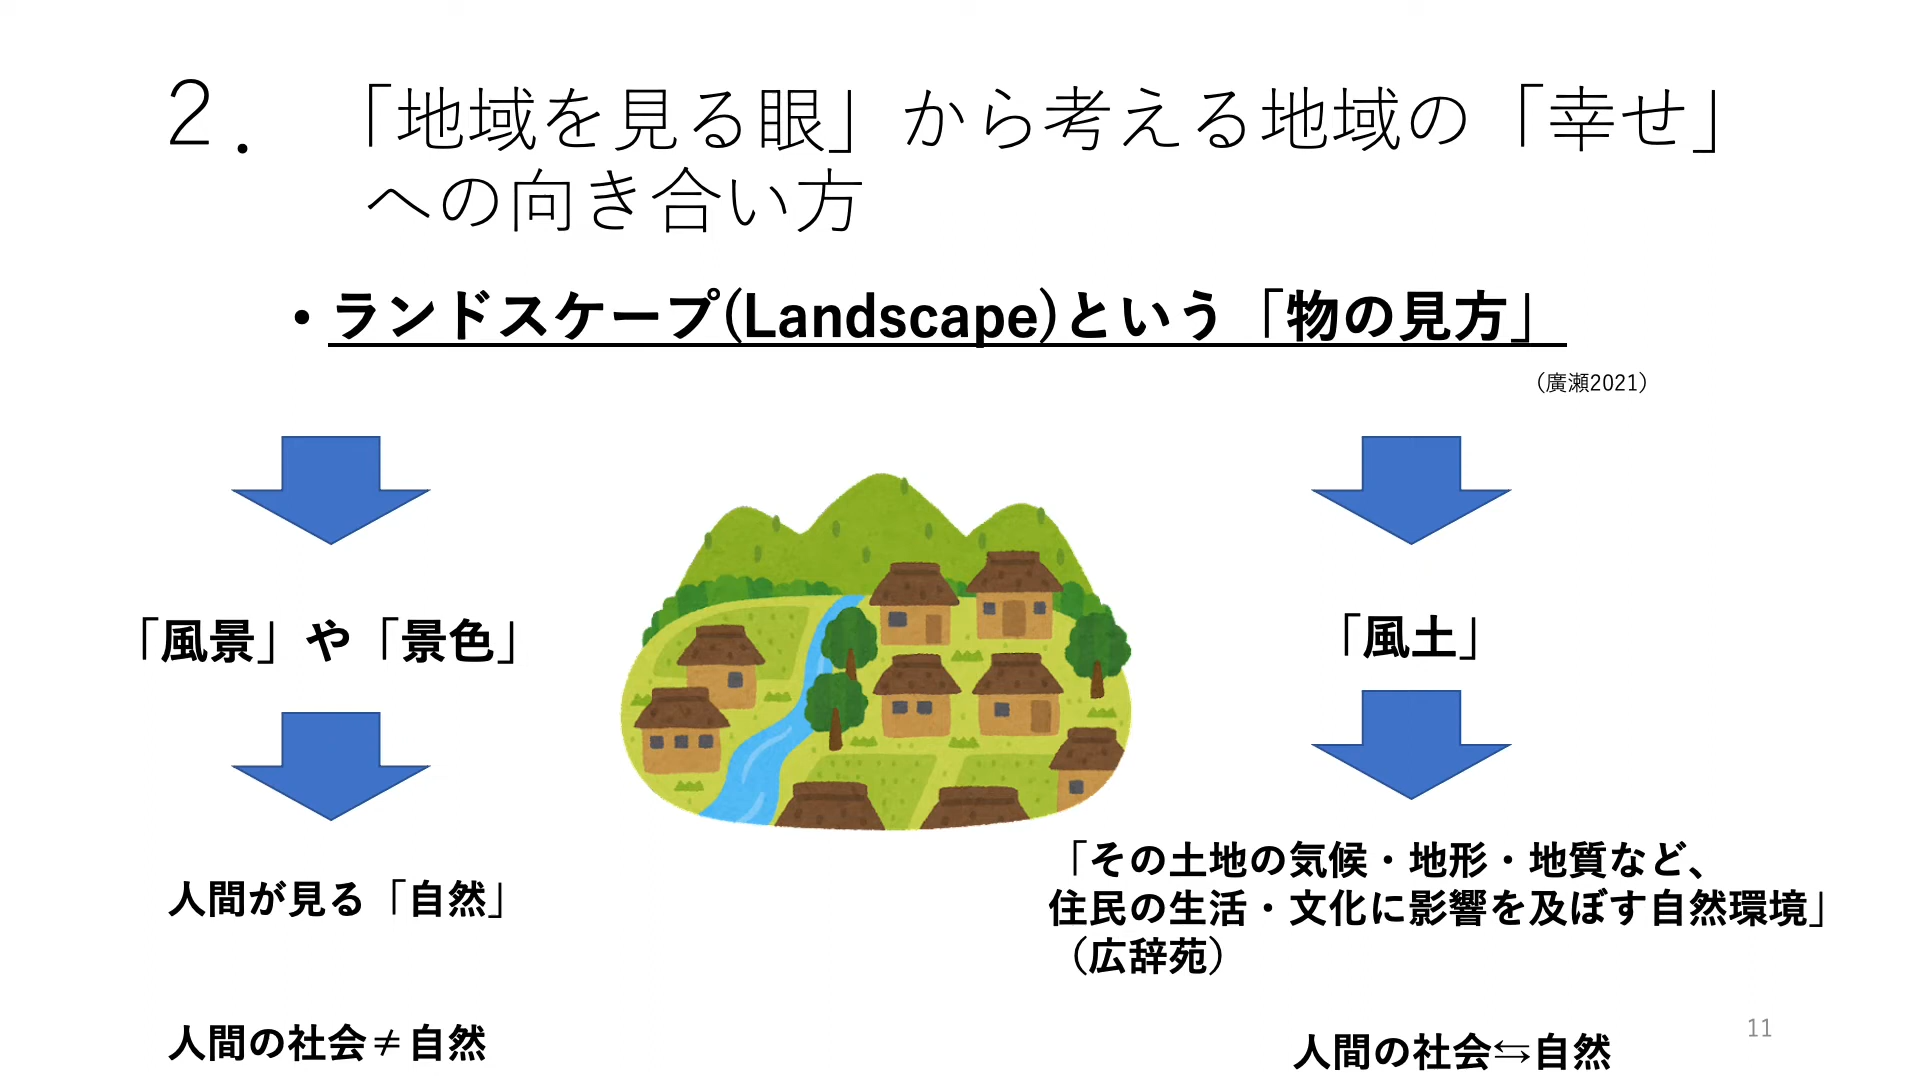 2. 「地域を見る眼」から考える地域の「幸せ」
への向き合い方
• ランドスケープ(Landscape)という「物の見方」
（廣瀬2021）
「風景」や「景色」
人間が見る「自然」
人間の社会≠自然
「風土」
「その土地の気候・地形・地質など、
住民の生活・文化に影響を及ぼす自然環境」
（広辞苑）
人間の社会⇆自然
11